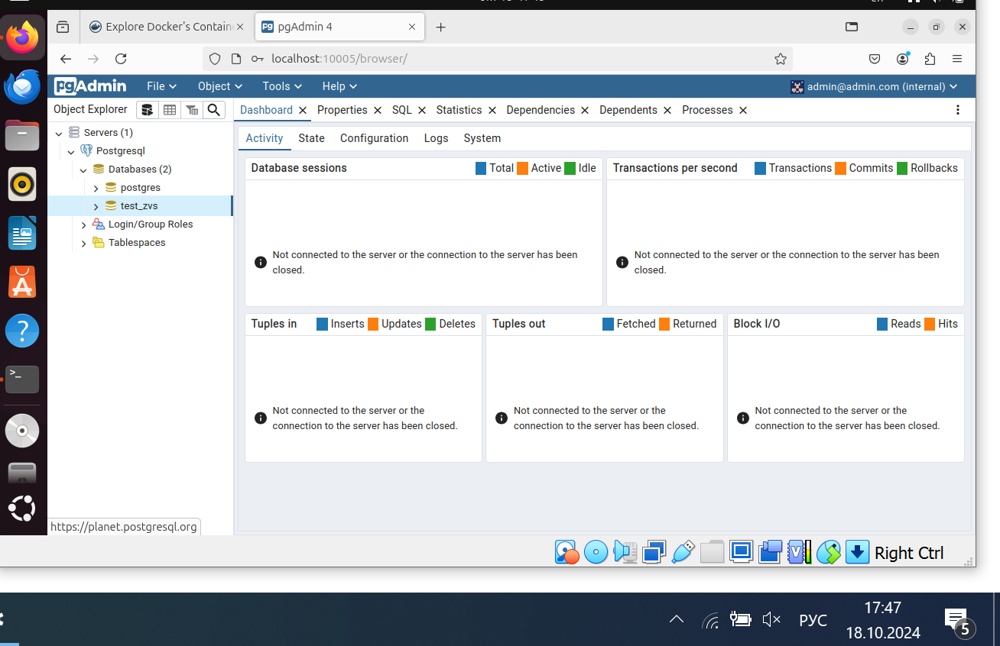 Explore Docker's Contain
pgAdmin 4
localhost:10005/browser/
pgAdmin File Object Tools Help admin@admin.com (internal)
Object Explorer
Dashboard Properties SQL Statistics Dependencies Dependents Processes
Servers (1)
Postgresql
Databases (2)
postgres
test_zvs
Login/Group Roles
Tablespaces
Activity State Configuration Logs System
Database sessions Total Active Idle
Not connected to the server or the connection to the server has been
closed.
Transactions per second Transactions Commits Rollbacks
Not connected to the server or the connection to the server has been
closed.
Tuples in Inserts Updates Deletes
Not connected to the server or the
connection to the server has been closed.
Tuples out Fetched Returned
Not connected to the server or the
connection to the server has been closed.
Block I/O Reads Hits
Not connected to the server or the
connection to the server has been closed.
https://planet.postgresql.org
Right Ctrl
РУС
17:47
18.10.2024
5